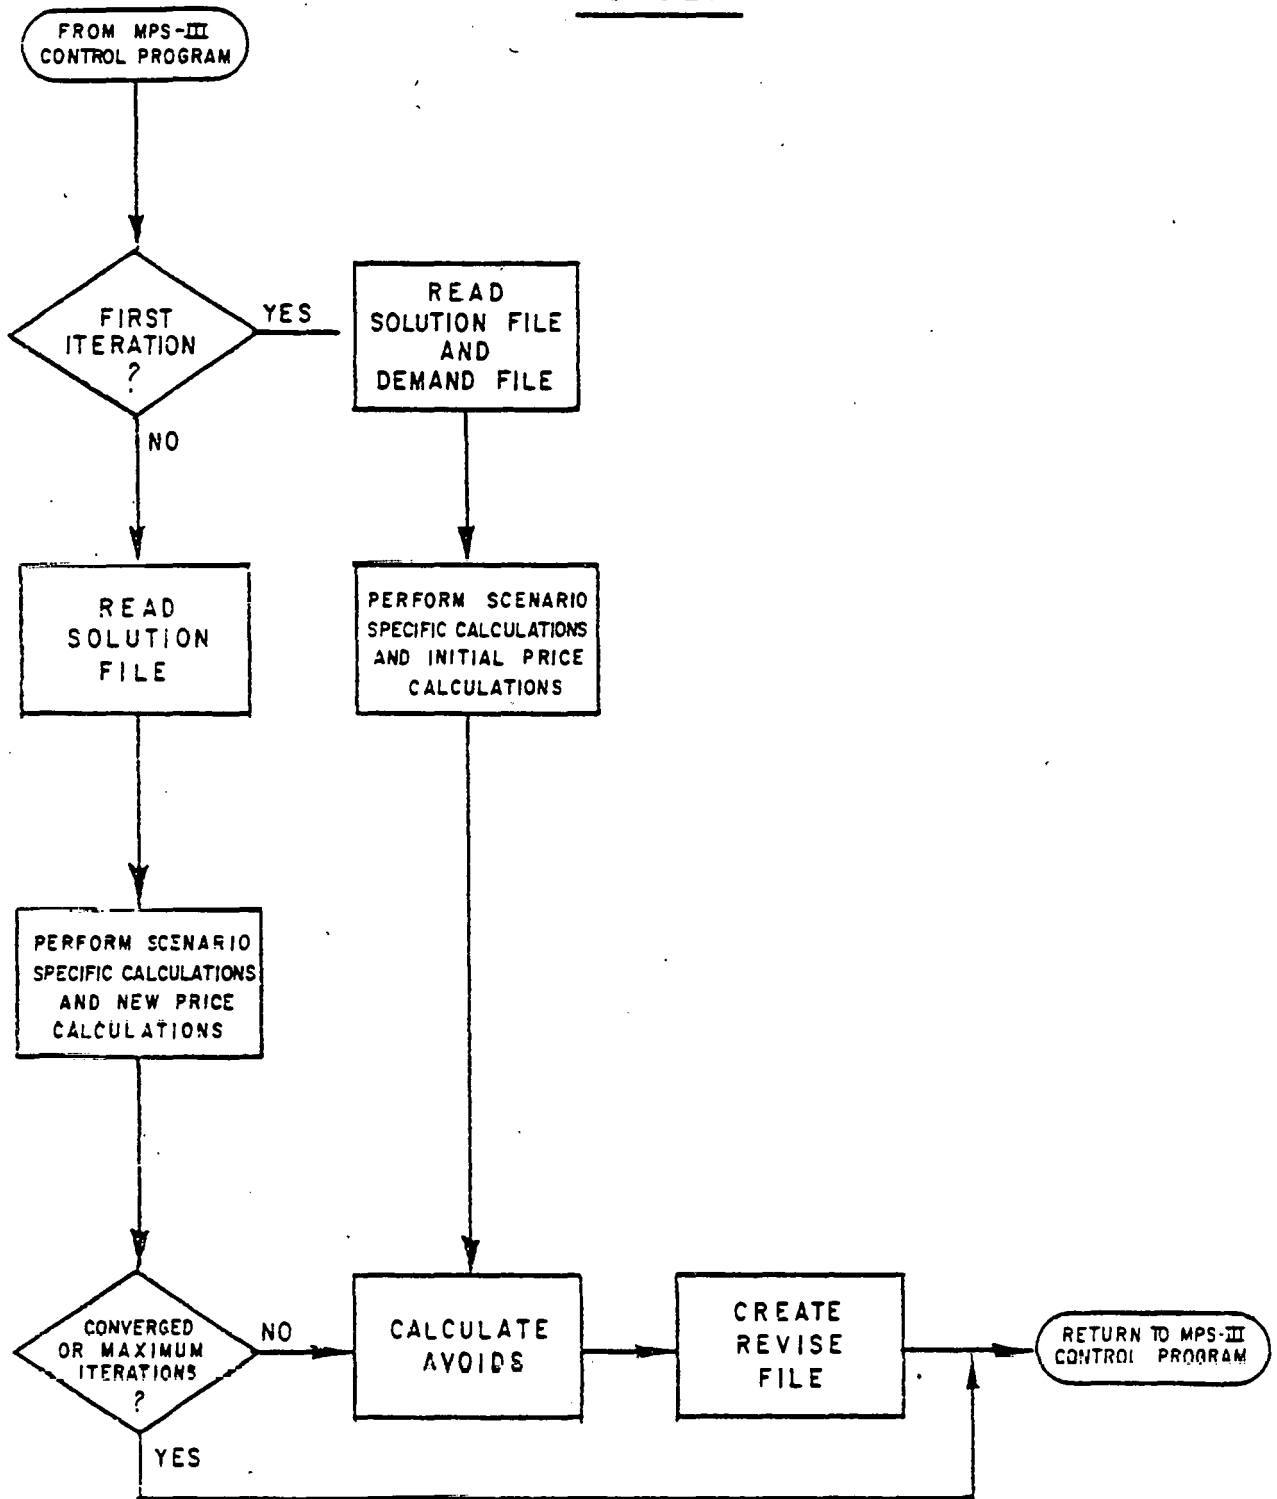 FROM MPS-III
CONTROL PROGRAM
FIRST
ITERATION
?
YES
NO
READ
SOLUTION FILE
AND
DEMAND FILE
READ
SOLUTION
FILE
PERFORM SCENARIO
SPECIFIC CALCULATIONS
AND INITIAL PRICE
CALCULATIONS
PERFORM SCENARIO
SPECIFIC CALCULATIONS
AND NEW PRICE
CALCULATIONS
CONVERGED
OR MAXIMUM
ITERATIONS
?
NO
YES
CALCULATE
AVOIDS
CREATE
REVISE
FILE
RETURN TO MPS-III
CONTROL PROGRAM